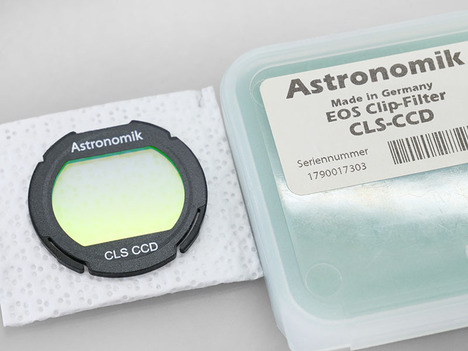 Astronomik
CLS CCD
Astronomik
Made in Germany
EOS Clip-Filter
CLS-CCD
Seriennummer
1790017303